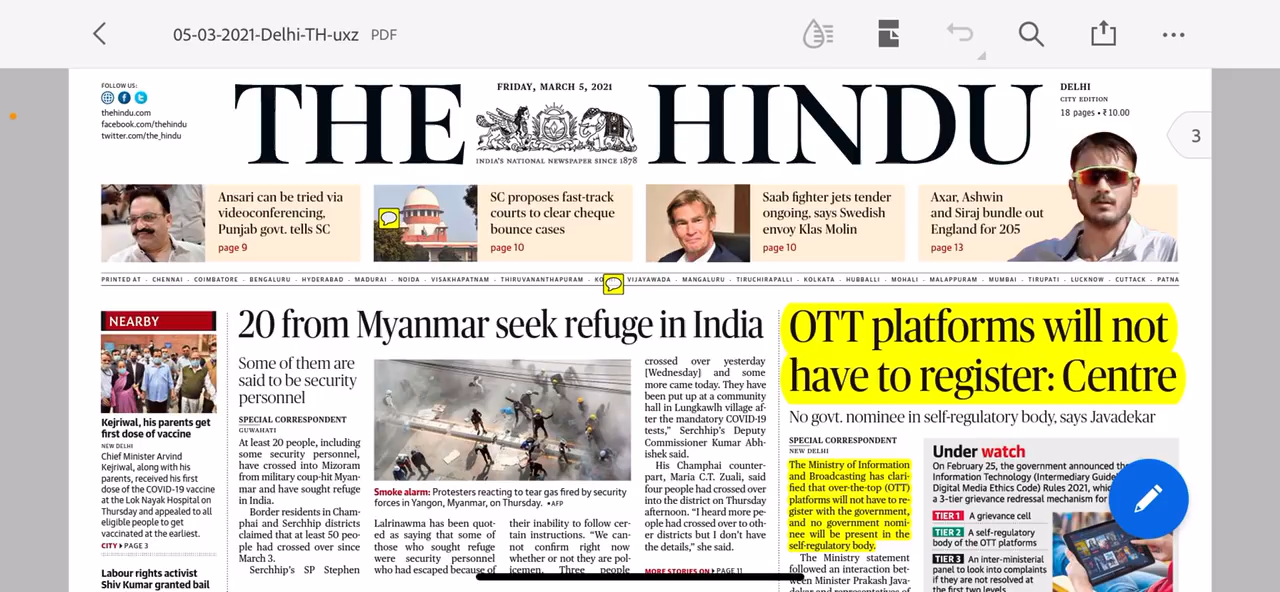 05-03-2021-Delhi-TH-uxz PDF
FOLLOW US:
thehindu.com
facebook.com/thehindu
twitter.com/the_hindu
THE HINDU
FRIDAY, MARCH 5, 2021
INDIA'S NATIONAL NEWSPAPER SINCE 1878
DELHI
CITY EDITION
18 pages • ₹10.00
3
Ansari can be tried via
videoconferencing,
Punjab govt. tells SC
page 9
SC proposes fast-track
courts to clear cheque
bounce cases
page 10
Saab fighter jets tender
ongoing, says Swedish
envoy Klas Molin
page 10
Axar, Ashwin
and Siraj bundle out
England for 205
page 13
PRINTED AT . CHENNAI . COIMBATORE . BENGALURU . HYDERABAD . MADURAI . NOIDA . VISAKHAPATNAM . THIRUVANANTHAPURAM . VIJAYAWADA . MANGALURU . TIRUCHIRAPALLI . KOLKATA . HUBBALLI . MOHALI . MALAPPURAM . MUMBAI . TIRUPATI . LUCKNOW . CUTTACK . PATNA
NEARBY
Kejriwal, his parents get
first dose of vaccine
NEW DELHI
Chief Minister Arvind
Kejriwal, along with his
parents, received his first
dose of the COVID-19 vaccine
at the Lok Nayak Hospital on
Thursday and appealed to all
eligible people to get
vaccinated at the earliest.
CITY ▶ PAGE 3
Labour rights activist
Shiv Kumar granted bail
20 from Myanmar seek refuge in India
Some of them are
said to be security
personnel
SPECIAL CORRESPONDENT
GUWAHATI
At least 20 people, including
some security personnel,
have crossed into Mizoram
from military coup-hit Myan-
mar and have sought refuge
in India.
Border residents in Cham-
phai and Serchhip districts
claimed that at least 50 peo-
ple had crossed over since
March 3.
Serchhip's SP Stephen
Smoke alarm: Protesters reacting to tear gas fired by security
forces in Yangon, Myanmar, on Thursday. •AFP
Lalrinawma has been quot-
ed as saying that some of
those who sought refuge
were security personnel
who had escaped because of
their inability to follow cer-
tain instructions. "We can-
not confirm right now
whether or not they are pol-
icemen. Three people
crossed over yesterday
[Wednesday] and some
more came today. They have
been put up at a community
hall in Lungkawlh village af-
ter the mandatory COVID-19
tests," Serchhip's Deputy
Commissioner Kumar Abh-
ishek said.
His Champhai counter-
part, Maria C.T. Zuali, said
four people had crossed over
into the district on Thursday
afternoon. "I heard more pe-
ople had crossed over to oth-
er districts but I don't have
the details," she said.
MORE STORIES ON ▶ PAGE 11
OTT platforms will not
have to register: Centre
No govt. nominee in self-regulatory body, says Javadekar
SPECIAL CORRESPONDENT
NEW DELHI
The Ministry of Information
and Broadcasting has clari-
fied that over-the-top (OTT)
platforms will not have to re-
gister with the government,
and no government nomi-
nee will be present in the
self-regulatory body.
The Ministry statement
followed an interaction bet-
ween Minister Prakash Java-
dekar and representatives of
Under watch
On February 25, the government announced the
Information Technology (Intermediary
Digital Media Ethics Code) Rules 2021,
a 3-tier grievance redressal mechanism for
TIER 1 A grievance cell
TIER 2 A self-regulatory
body of the OTT platforms
TIER 3 An inter-ministerial
panel to look into complaints
if they are not resolved at
the first two levels